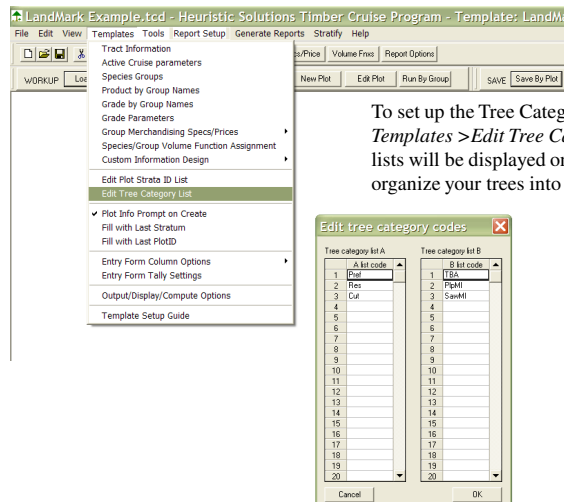 LandMark Example.tcd - Heuristic Solutions Timber Cruise Program - Template: LandMa
File Edit View Templates Tools Report Setup Generate Reports Stratify Help
s/Price Volume Fnxs Report Options
WORKUP Loa New Plot Edit Plot Run By Group SAVE Save By Plot
Tract Information
Active Cruise parameters
Species Groups
Product by Group Names
Grade by Group Names
Grade Parameters
Group Merchandising Specs/Prices
Species/Group Volume Function Assignment
Custom Information Design
Edit Plot Strata ID List
Edit Tree Category List
Plot Info Prompt on Create
Fill with Last Stratum
Fill with Last PlotID
Entry Form Column Options
Entry Form Tally Settings
Output/Display/Compute Options
Template Setup Guide
To set up the Tree Categ
Templates >Edit Tree Ca
lists will be displayed on
organize your trees into
Edit tree category codes
Tree category list A Tree category list B
A list code B list code
1 Pref 1 TBA
2 Res 2 PlpMl
3 Cut 3 SawMl
4 4
5 5
6 6
7 7
8 8
9 9
10 10
11 11
12 12
13 13
14 14
15 15
16 16
17 17
18 18
19 19
20 20
Cancel OK